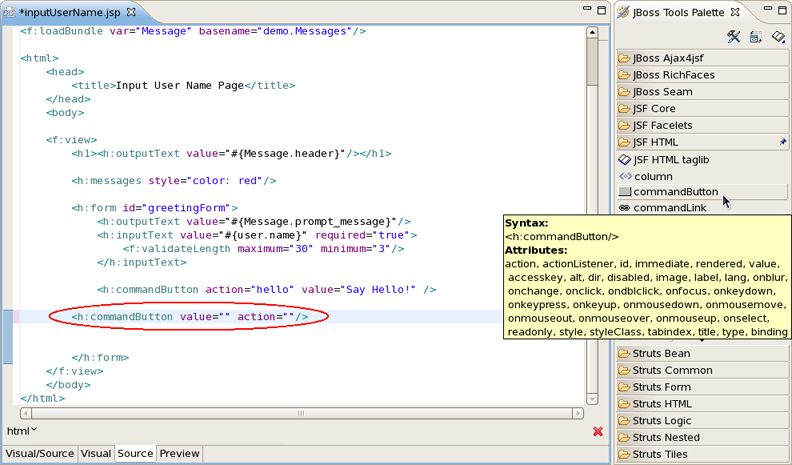 *inputUserName.jsp
<f:loadBundle var="Message" basename="demo.Messages"/>
<html>
<head>
<title>Input User Name Page</title>
</head>
<body>
<f:view>
<h1><h:outputText value="#{Message.header}"/></h1>
<h:messages style="color: red"/>
<h:form id="greetingForm">
<h:outputText value="#{Message.prompt_message}"/>
<h:inputText value="#{user.name}" required="true">
<f:validateLength maximum="30" minimum="3"/>
</h:inputText>
<h:commandButton action="hello" value="Say Hello!" />
<h:commandButton value="" action=""/>
</h:form>
</f:view>
</body>
</html>
html
Visual/Source Visual Source Preview
JBoss Tools Palette
JBoss Ajax4jsf
JBoss RichFaces
JBoss Seam
JSF Core
JSF Facelets
JSF HTML
JSF HTML taglib
column
commandButton
commandLink
Syntax:
<h:commandButton/>
Attributes:
action, actionListener, id, immediate, rendered, value,
accesskey, alt, dir, disabled, image, label, lang, onblur,
onchange, onclick, ondblclick, onfocus, onkeydown,
onkeypress, onkeyup, onmousedown, onmousemove,
onmouseout, onmouseover, onmouseup, onselect,
readonly, style, styleClass, tabindex, title, type, binding
Struts Bean
Struts Common
Struts Form
Struts HTML
Struts Logic
Struts Nested
Struts Tiles